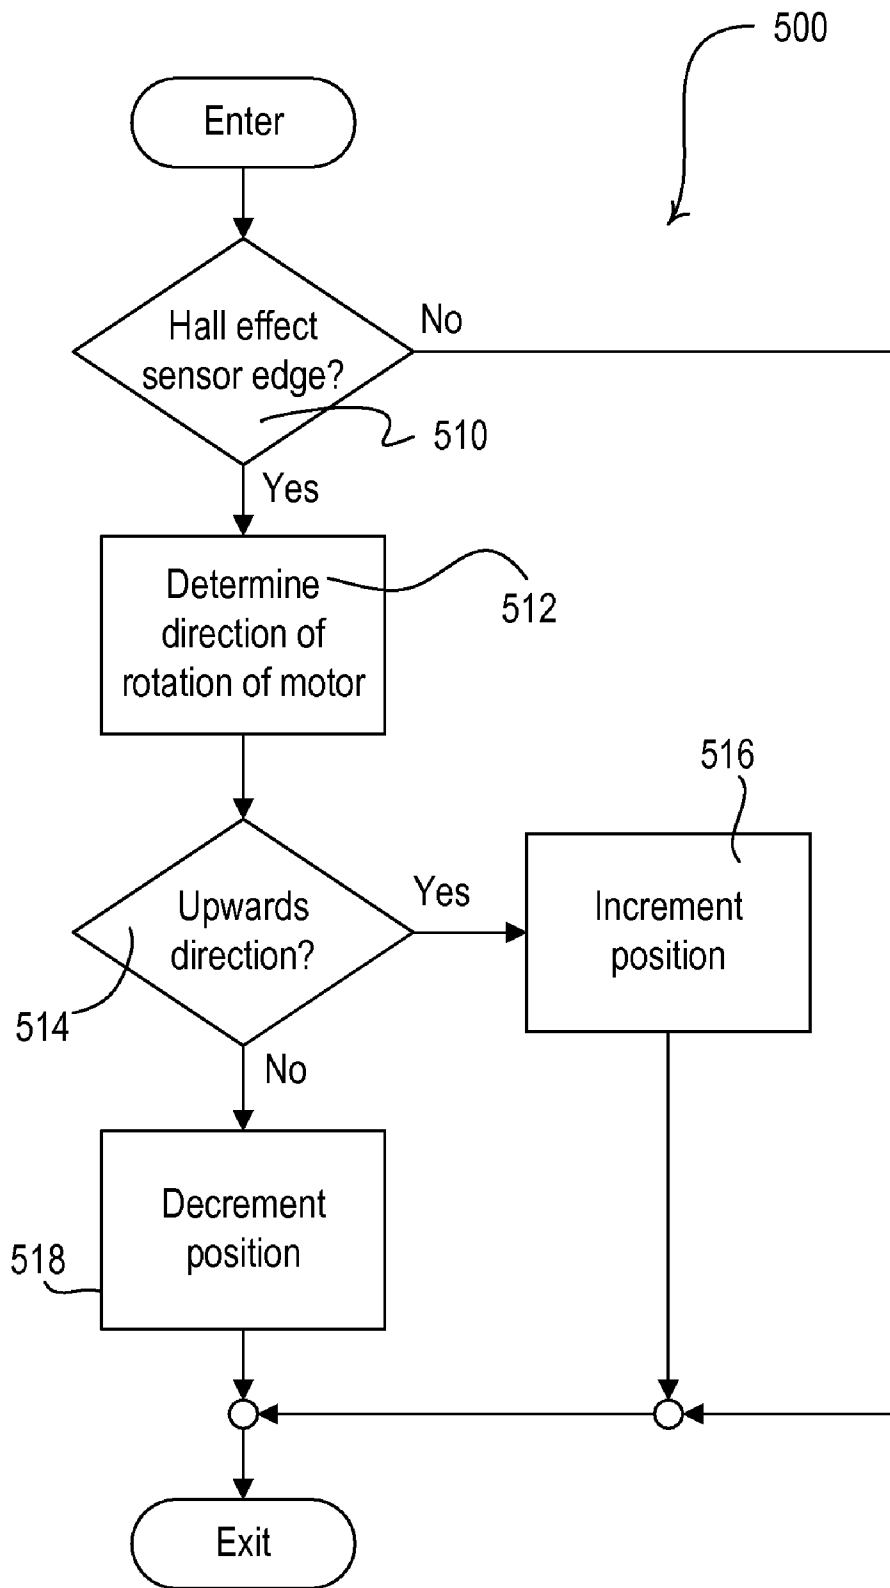 500
Enter
Hall effect
sensor edge?
No
510
Yes
Determine
direction of
rotation of motor
512
516
Upwards
direction?
Yes
Increment
position
514
No
Decrement
position
518
Exit